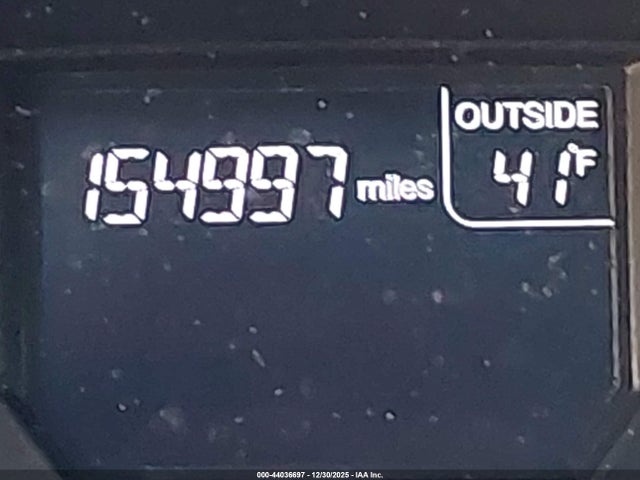 154997 miles
OUTSIDE
41°F
000-44036697 - 12/30/2025 - IAA Inc.